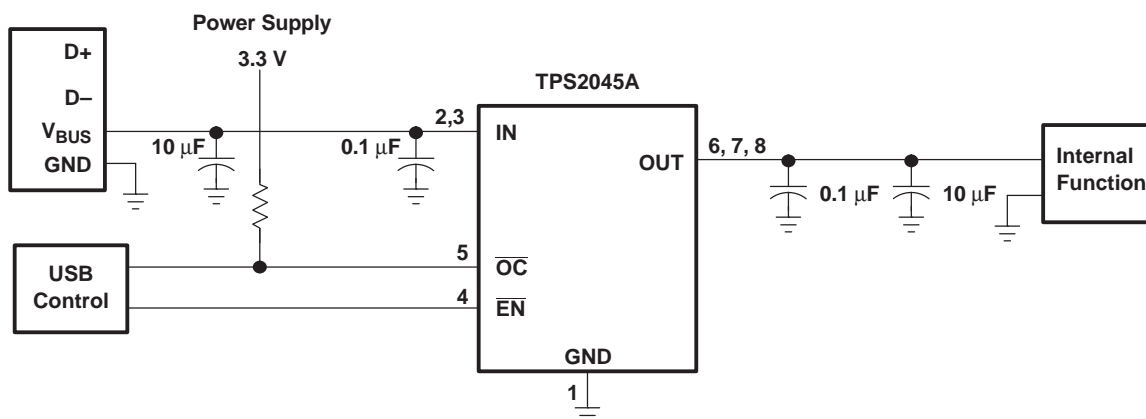 Power Supply
3.3 V
D+
D–
VBUS
GND
10 μF
0.1 μF
2,3
TPS2045A
IN
OUT
6, 7, 8
0.1 μF
10 μF
Internal
Function
USB
Control
5
OC
4
EN
GND
1